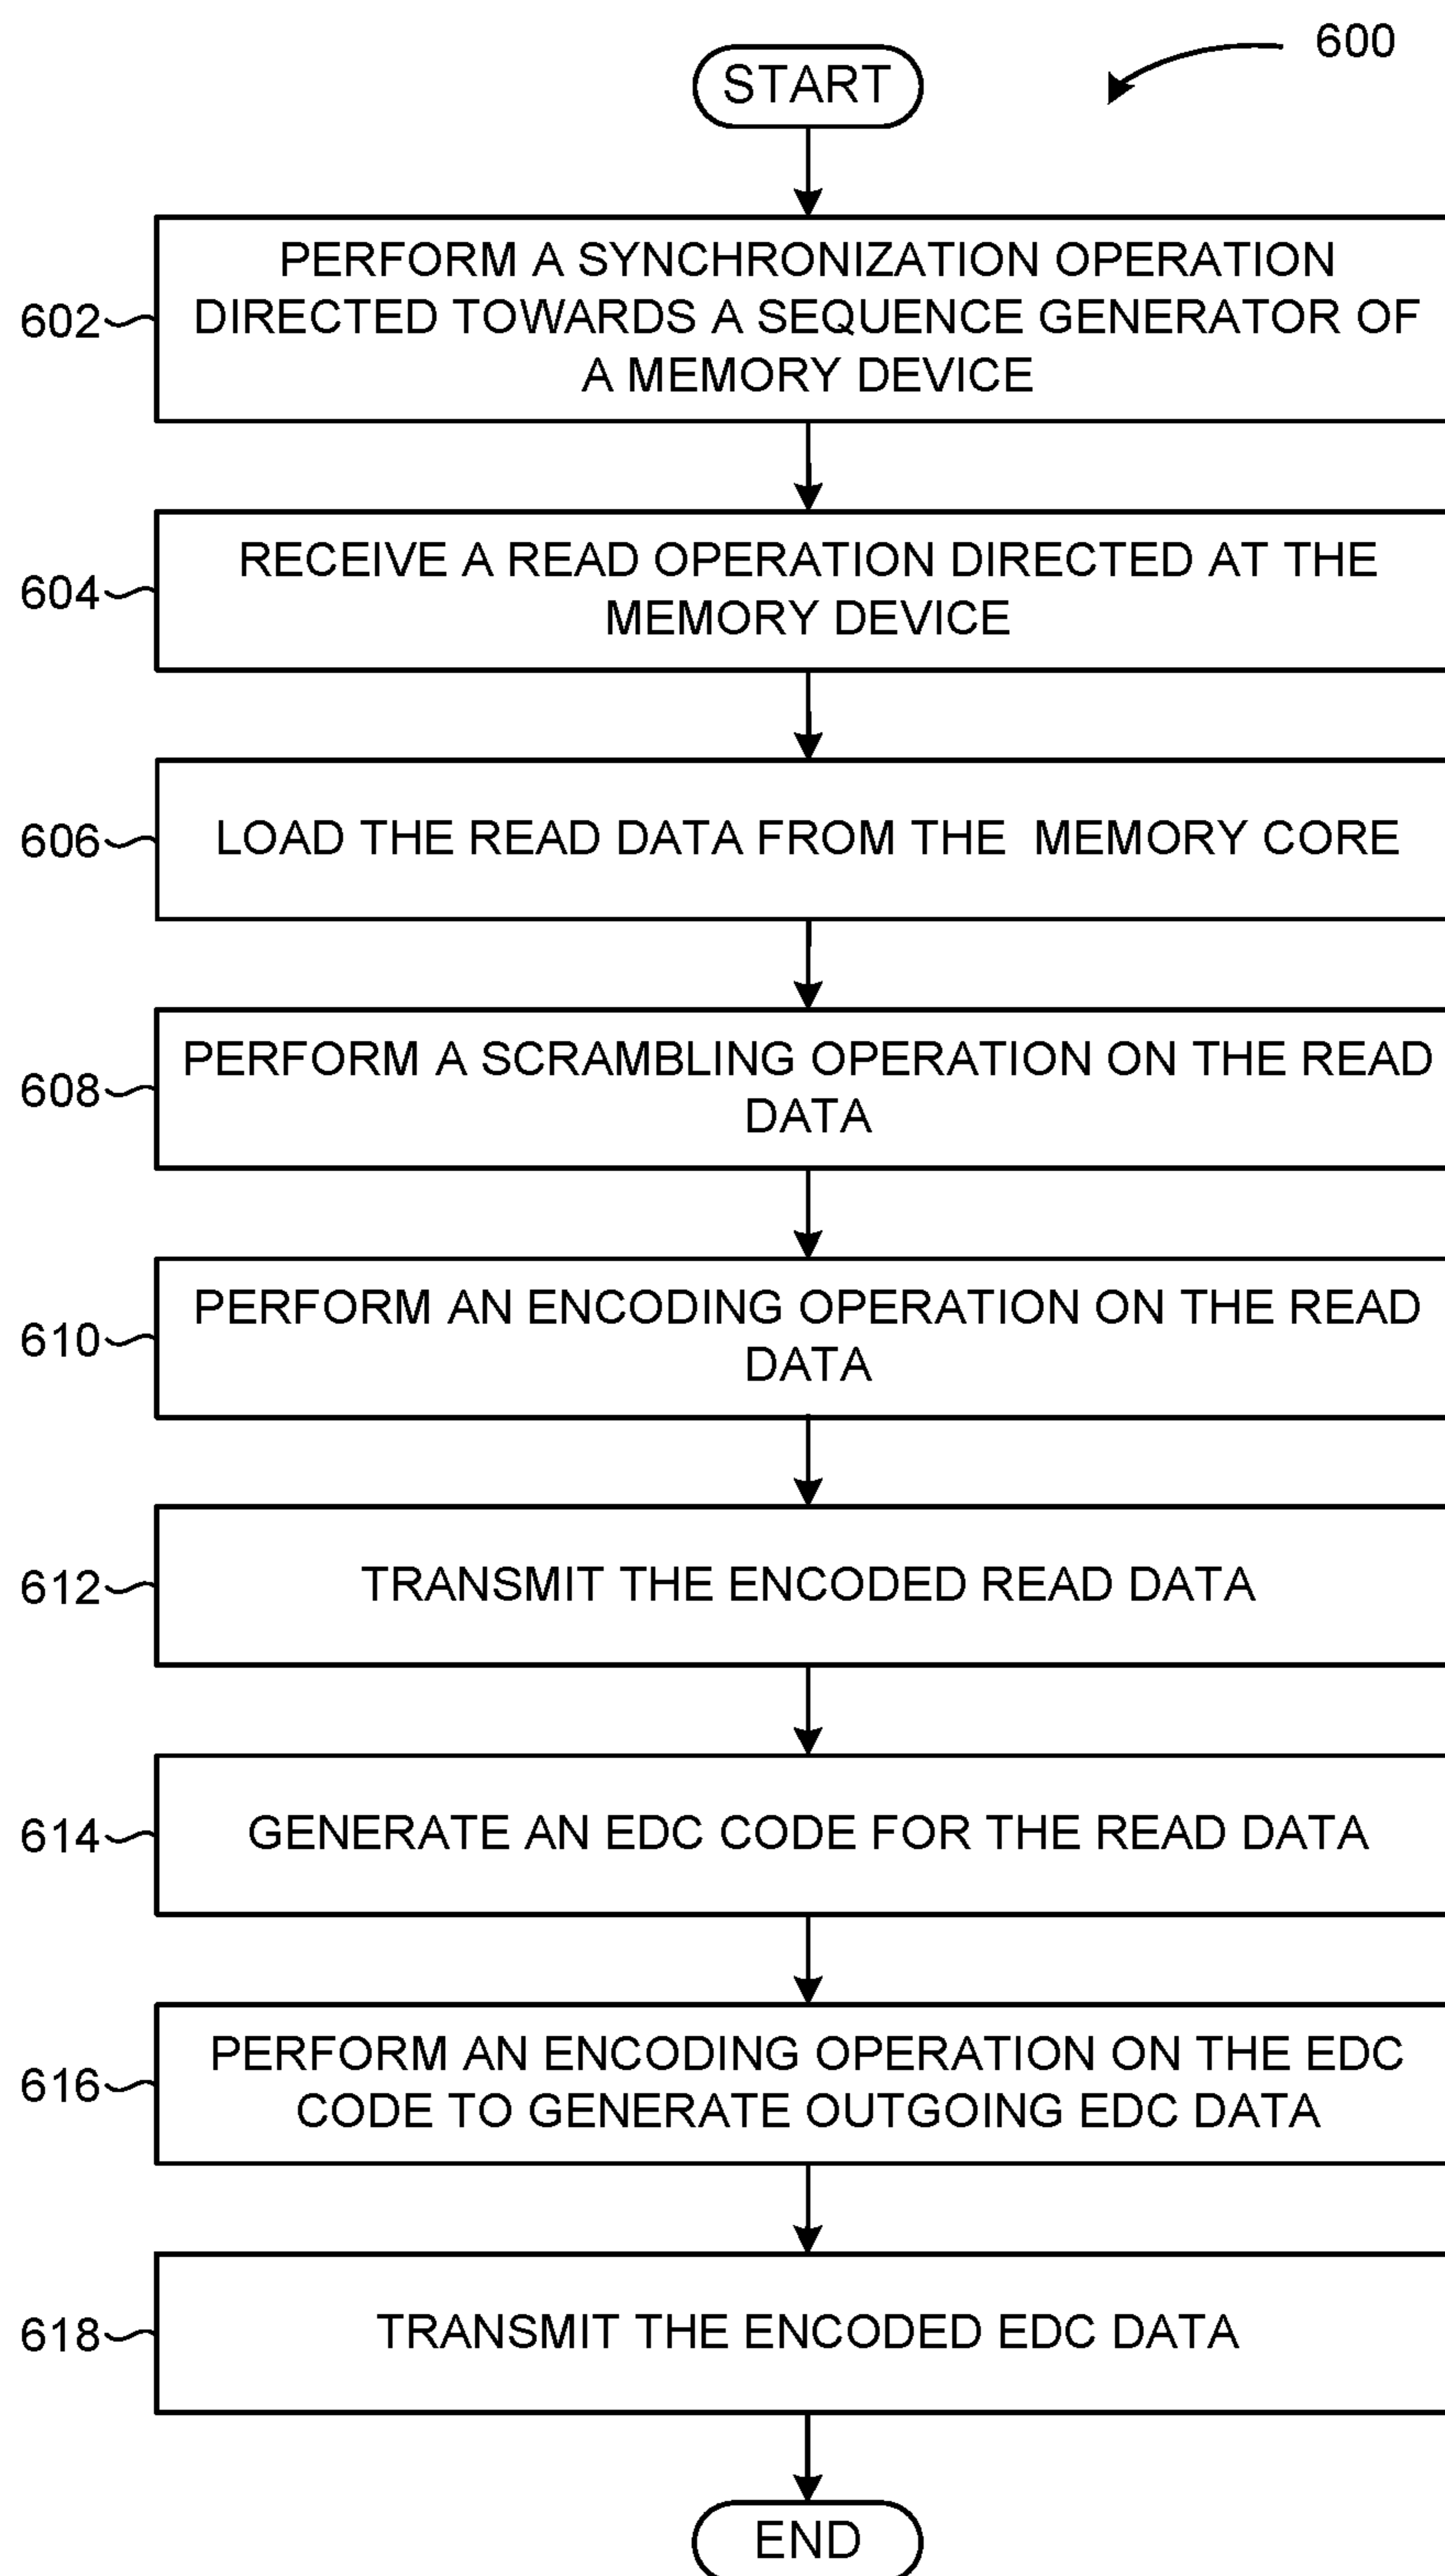 600
START
602
PERFORM A SYNCHRONIZATION OPERATION
DIRECTED TOWARDS A SEQUENCE GENERATOR OF
A MEMORY DEVICE
604
RECEIVE A READ OPERATION DIRECTED AT THE
MEMORY DEVICE
606
LOAD THE READ DATA FROM THE MEMORY CORE
608
PERFORM A SCRAMBLING OPERATION ON THE READ
DATA
610
PERFORM AN ENCODING OPERATION ON THE READ
DATA
612
TRANSMIT THE ENCODED READ DATA
614
GENERATE AN EDC CODE FOR THE READ DATA
616
PERFORM AN ENCODING OPERATION ON THE EDC
CODE TO GENERATE OUTGOING EDC DATA
618
TRANSMIT THE ENCODED EDC DATA
END